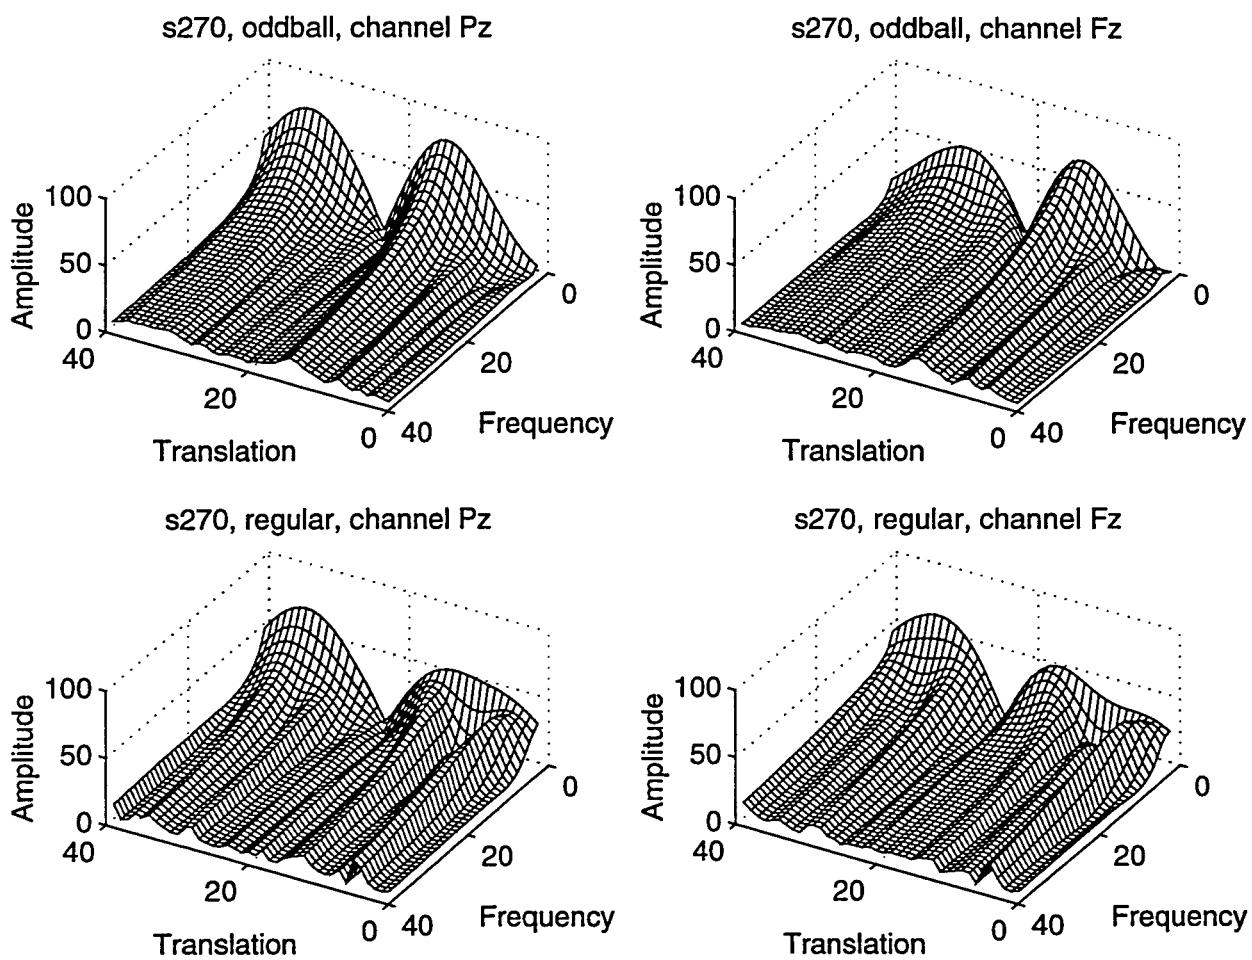 s270, oddball, channel Pz
100
50
0
Amplitude
40
20
0
Translation
40
20
0
Frequency
s270, oddball, channel Fz
100
50
0
Amplitude
40
20
0
Translation
40
20
0
Frequency
s270, regular, channel Pz
100
50
0
Amplitude
40
20
0
Translation
40
20
0
Frequency
s270, regular, channel Fz
100
50
0
Amplitude
40
20
0
Translation
40
20
0
Frequency